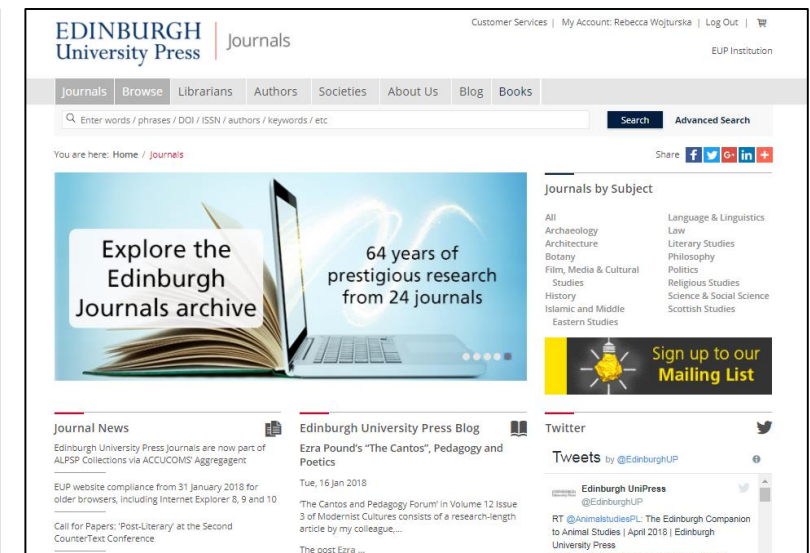 EDINBURGH
University Press
Journals
Customer Services | My Account: Rebecca Wojturska | Log Out |
EUP Institution
Journals Browse Librarians Authors Societies About Us Blog Books
Enter words / phrases / DOI / ISSN / authors / keywords / etc
Search Advanced Search
You are here: Home / Journals
Share
Explore the
Edinburgh
Journals archive
64 years of
prestigious research
from 24 journals
Journals by Subject
All
Archaeology
Architecture
Botany
Film, Media & Cultural
Studies
History
Islamic and Middle
Eastern Studies
Language & Linguistics
Law
Literary Studies
Philosophy
Politics
Religious Studies
Science & Social Science
Scottish Studies
Sign up to our
Mailing List
Journal News
Edinburgh University Press Journals are now part of
ALPSP Collections via ACCUCOMS' Aggregagent
EUP website compliance from 31 January 2018 for
older browsers, including Internet Explorer 8, 9 and 10
Call for Papers: 'Post-Literary' at the Second
CounterText Conference
Edinburgh University Press Blog
Ezra Pound's "The Cantos", Pedagogy and
Poetics
Tue, 16 Jan 2018
'The Cantos and Pedagogy Forum' in Volume 12 Issue
3 of Modernist Cultures consists of a research-length
article by my colleague,...
The post Ezra ...
Twitter
Tweets by @EdinburghUP
Edinburgh UniPress
@EdinburghUP
RT @AnimalstudiesPL: The Edinburgh Companion
to Animal Studies | April 2018 | Edinburgh
University Press